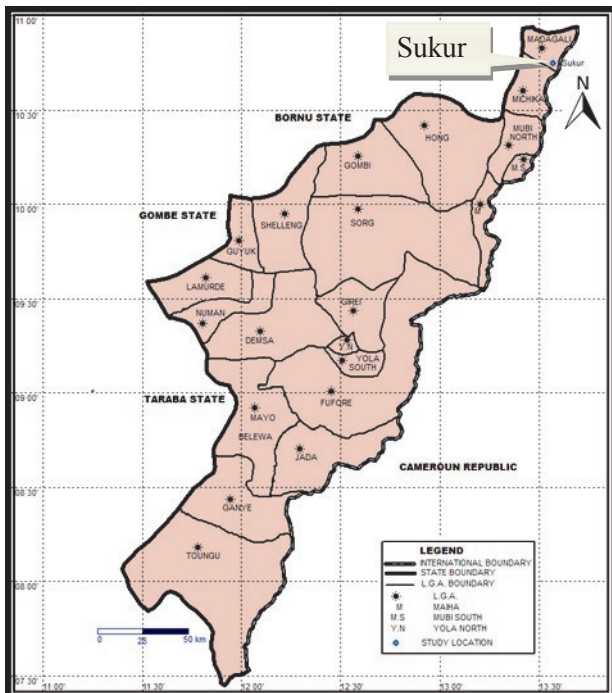 11 00'
MADAGALI
Sukur
Sukur
N
MICHIKA
10 30'
BORNU STATE
HONG
MUBI
NORTH
GOMBI
M.S
10 00'
GOMBE STATE
SHELLENG
SORG
M
GUYUK
LAMURDE
09 30'
NUMAN
GIREI
DEMSA
Y.N
YOLA
SOUTH
09 00'
TARABA STATE
FUFORE
MAYO
BELEWA
JADA
CAMEROUN REPUBLIC
08 30'
GANYE
TOUNGU
08 00'
LEGEND
INTERNATIONAL BOUNDARY
STATE BOUNDARY
L.G.A. BOUNDARY
L.G.A.
M MAIHA
M.S MUBI SOUTH
Y.N YOLA NORTH
STUDY LOCATION
0 25 50 km
07 30'
11 00' 11.30' 12 00' 12.30' 13 00' 13.30'